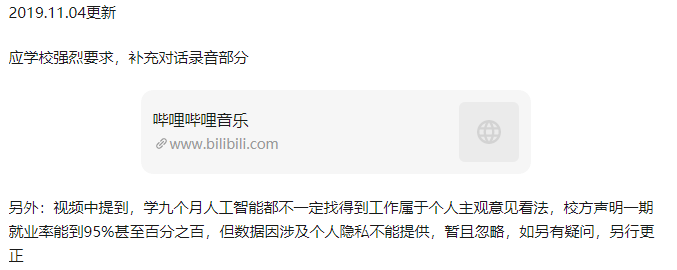 2019.11.04更新
应学校强烈要求，补充对话录音部分
哔哩哔哩音乐
www.bilibili.com
另外：视频中提到，学九个月人工智能都不一定找得到工作属于个人主观意见看法，校方声明一期
就业率能到95%甚至百分之百，但数据因涉及个人隐私不能提供，暂且忽略，如另有疑问，另行更
正